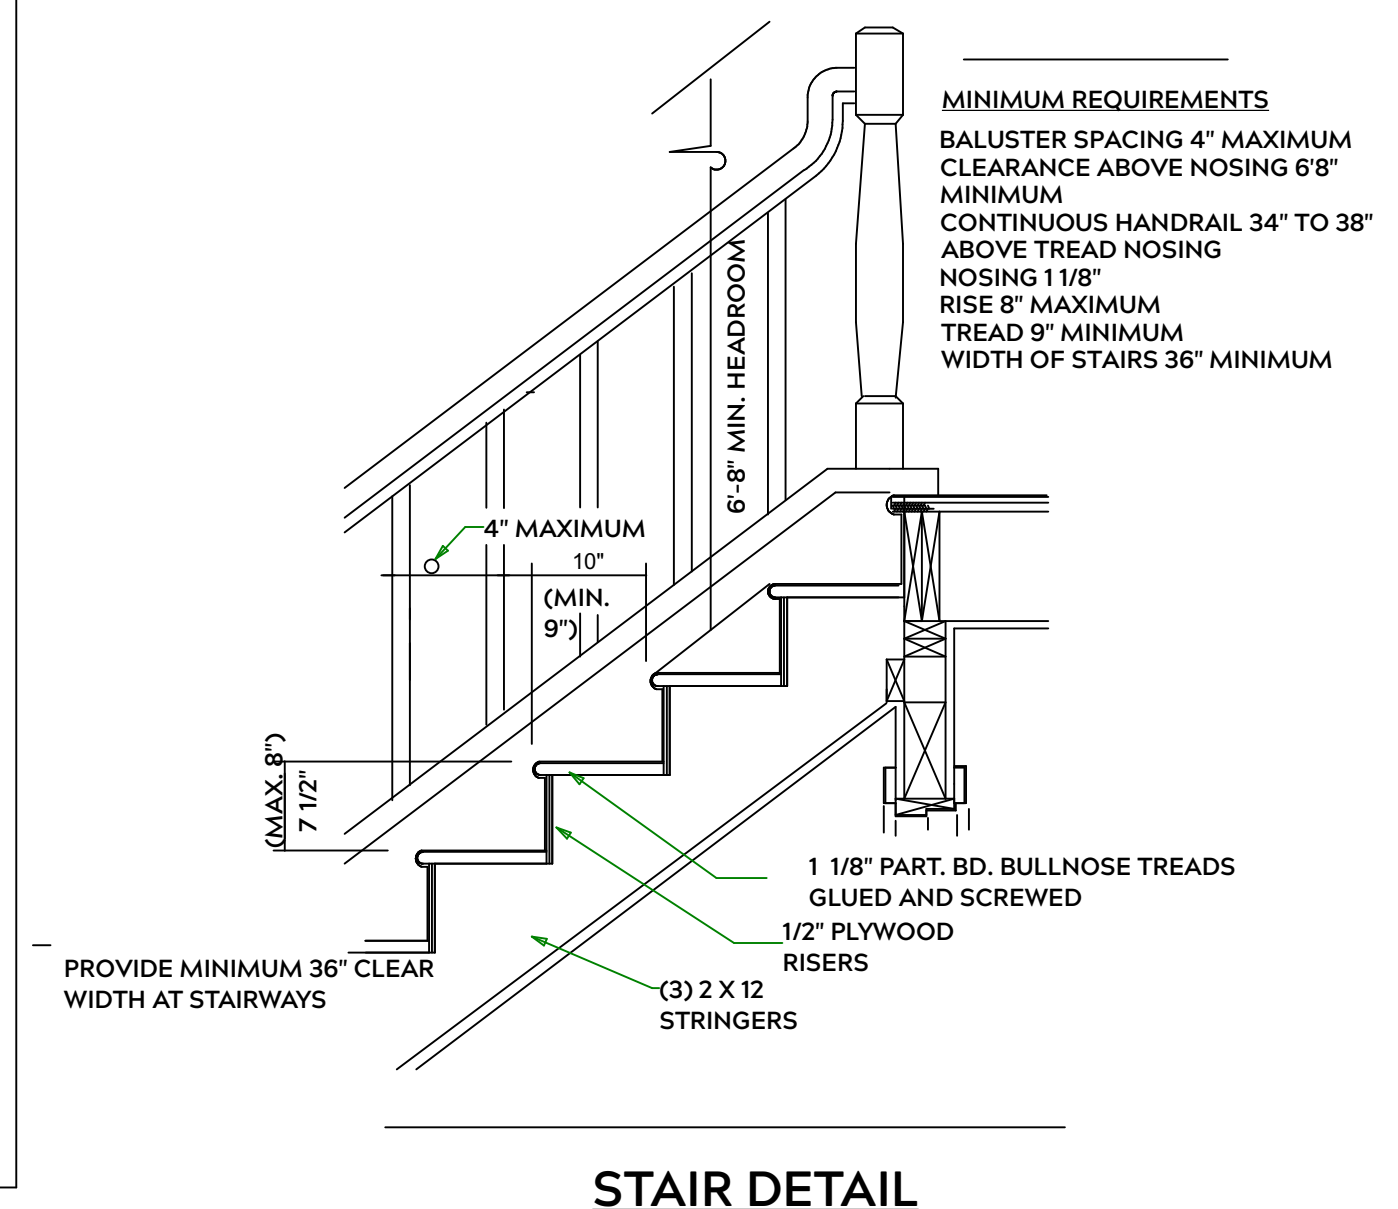 MINIMUM REQUIREMENTS
BALUSTER SPACING 4" MAXIMUM
CLEARANCE ABOVE NOSING 6'8"
MINIMUM
CONTINUOUS HANDRAIL 34" TO 38"
ABOVE TREAD NOSING
NOSING 1 1/8"
RISE 8" MAXIMUM
TREAD 9" MINIMUM
WIDTH OF STAIRS 36" MINIMUM
6'-8" MIN. HEADROOM
4" MAXIMUM
10"
(MIN.
9")
(MAX. 8")
7 1/2"
1 1/8" PART. BD. BULLNOSE TREADS
GLUED AND SCREWED
1/2" PLYWOOD
RISERS
PROVIDE MINIMUM 36" CLEAR
WIDTH AT STAIRWAYS
(3) 2 X 12
STRINGERS
STAIR DETAIL